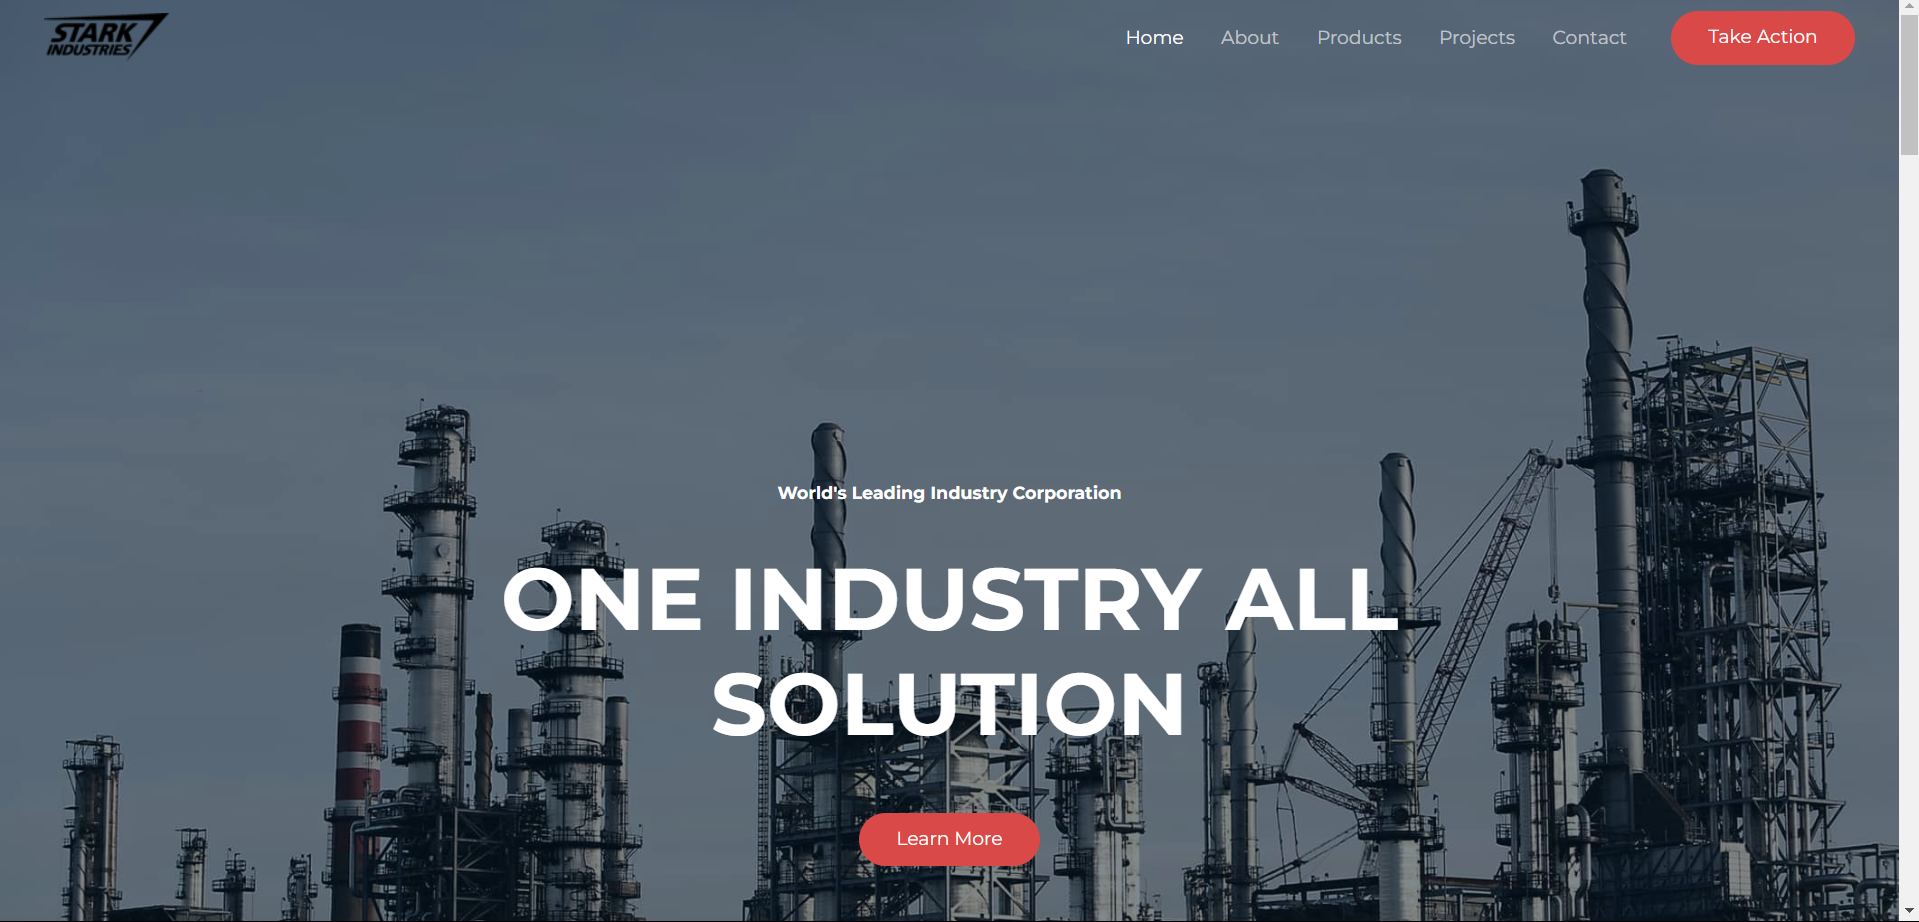 STARK
INDUSTRIES
Home About Products Projects Contact Take Action
World's Leading Industry Corporation
ONE INDUSTRY ALL
SOLUTION
Learn More